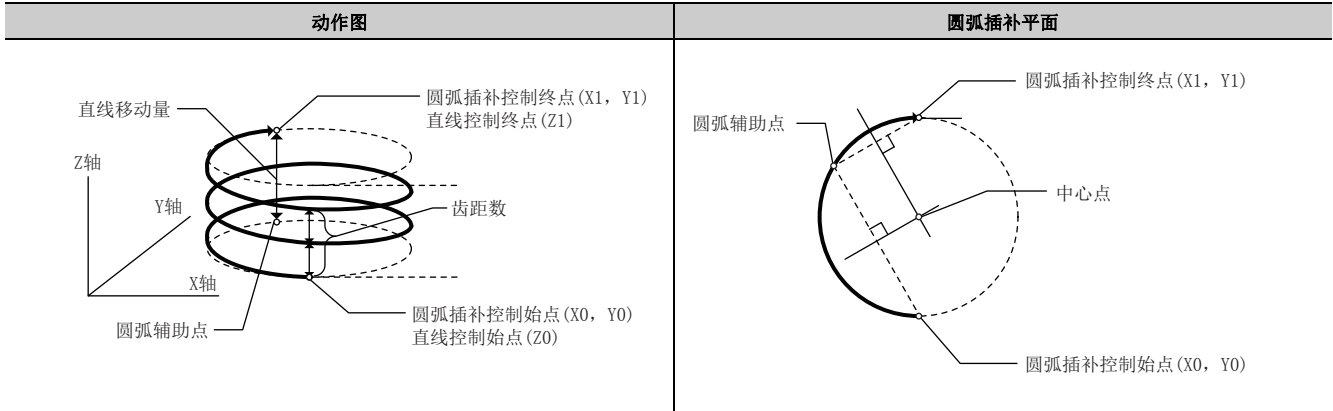 动作图
圆弧插补平面
直线移动量
圆弧插补控制终点(X1, Y1)
直线控制终点(Z1)
Z轴
Y轴
X轴
齿距数
圆弧辅助点
圆弧插补控制始点(X0, Y0)
直线控制始点(Z0)
圆弧插补控制终点(X1, Y1)
圆弧辅助点
中心点
圆弧插补控制始点(X0, Y0)